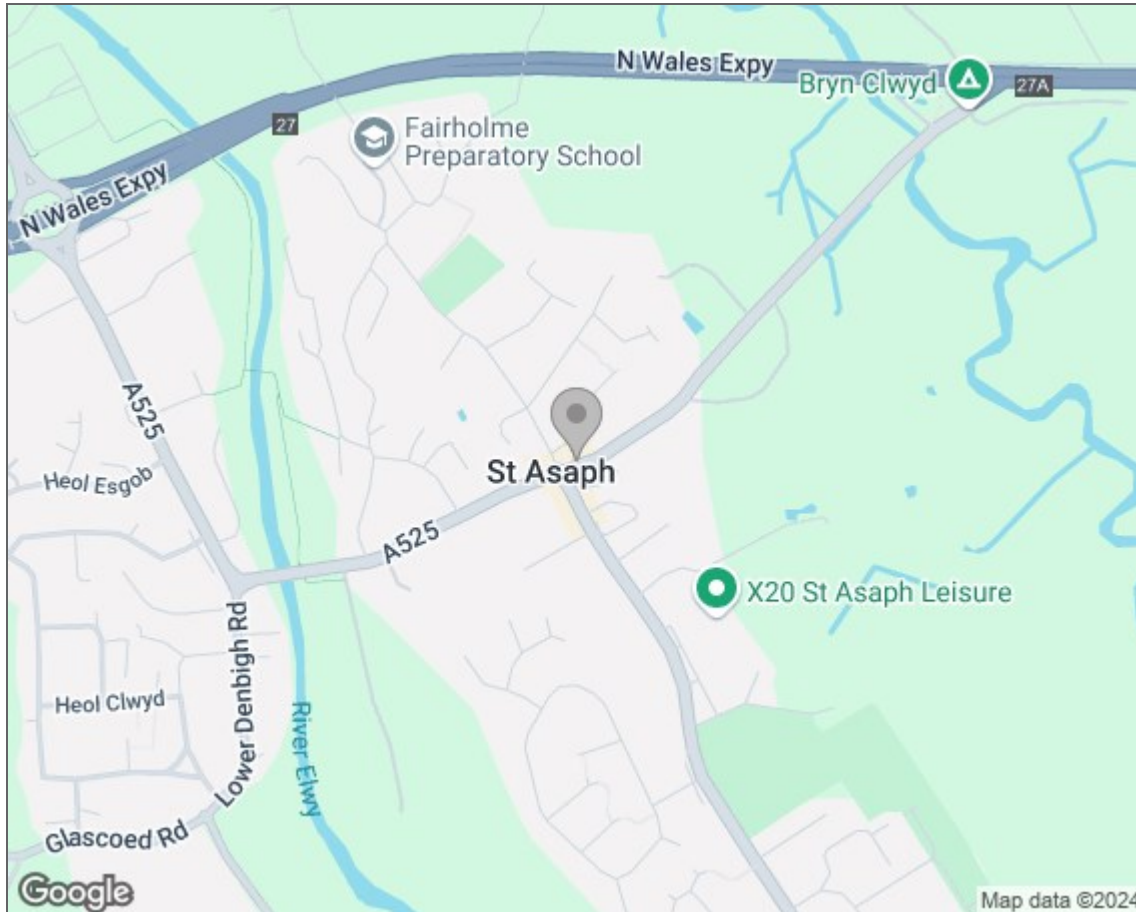 N Wales Expy
Bryn Clwyd
27A
27
Fairholme
Preparatory School
N Wales Expy
A525
Heol Esgob
St Asaph
A525
X20 St Asaph Leisure
Lower Denbigh Rd
Heol Clwyd
River Elwy
Glascoed Rd
Google
Map data ©2024